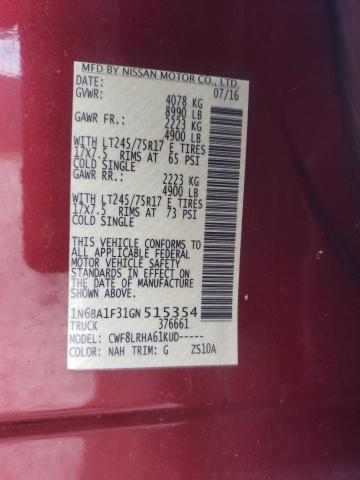 MFD BY NISSAN MOTOR CO., LTD.
DATE: 07/16
GVWR: 4078 KG
8990 LB
GAWR FR.: 2223 KG
4900 LB
WITH LT245/75R17 E TIRES
17X7.5 RIMS AT 65 PSI
COLD SINGLE
GAWR RR.: 2223 KG
4900 LB
WITH LT245/75R17 E TIRES
17X7.5 RIMS AT 73 PSI
COLD SINGLE
THIS VEHICLE CONFORMS TO
ALL APPLICABLE FEDERAL
MOTOR VEHICLE SAFETY
STANDARDS IN EFFECT ON
THE DATE OF MANUFACTURE
SHOWN ABOVE.
1N6BA1F31GN515354
TRUCK 376661
MODEL: CWF8LRHA61KUD-----
COLOR: NAH TRIM: G ZS10A